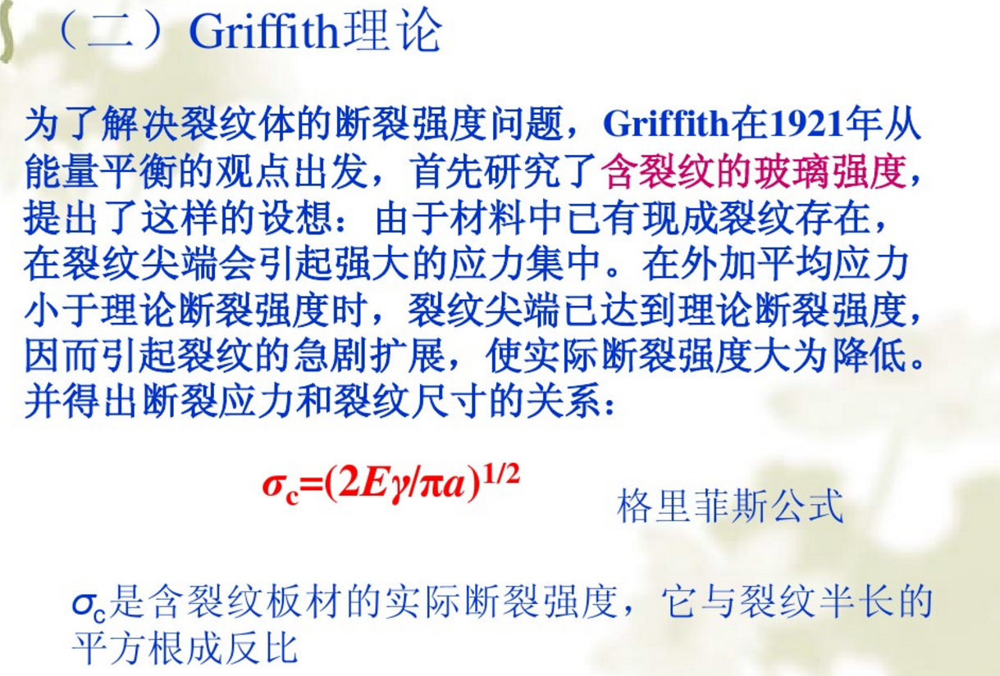 （二）Griffith理论
为了解决裂纹体的断裂强度问题，Griffith在1921年从
能量平衡的观点出发，首先研究了含裂纹的玻璃强度，
提出了这样的设想：由于材料中已有现成裂纹存在，
在裂纹尖端会引起强大的应力集中。在外加平均应力
小于理论断裂强度时，裂纹尖端已达到理论断裂强度，
因而引起裂纹的急剧扩展，使实际断裂强度大为降低。
并得出断裂应力和裂纹尺寸的关系：
σc=(2Eγ/πa)1/2
格里菲斯公式
σc是含裂纹板材的实际断裂强度，它与裂纹半长的
平方根成反比